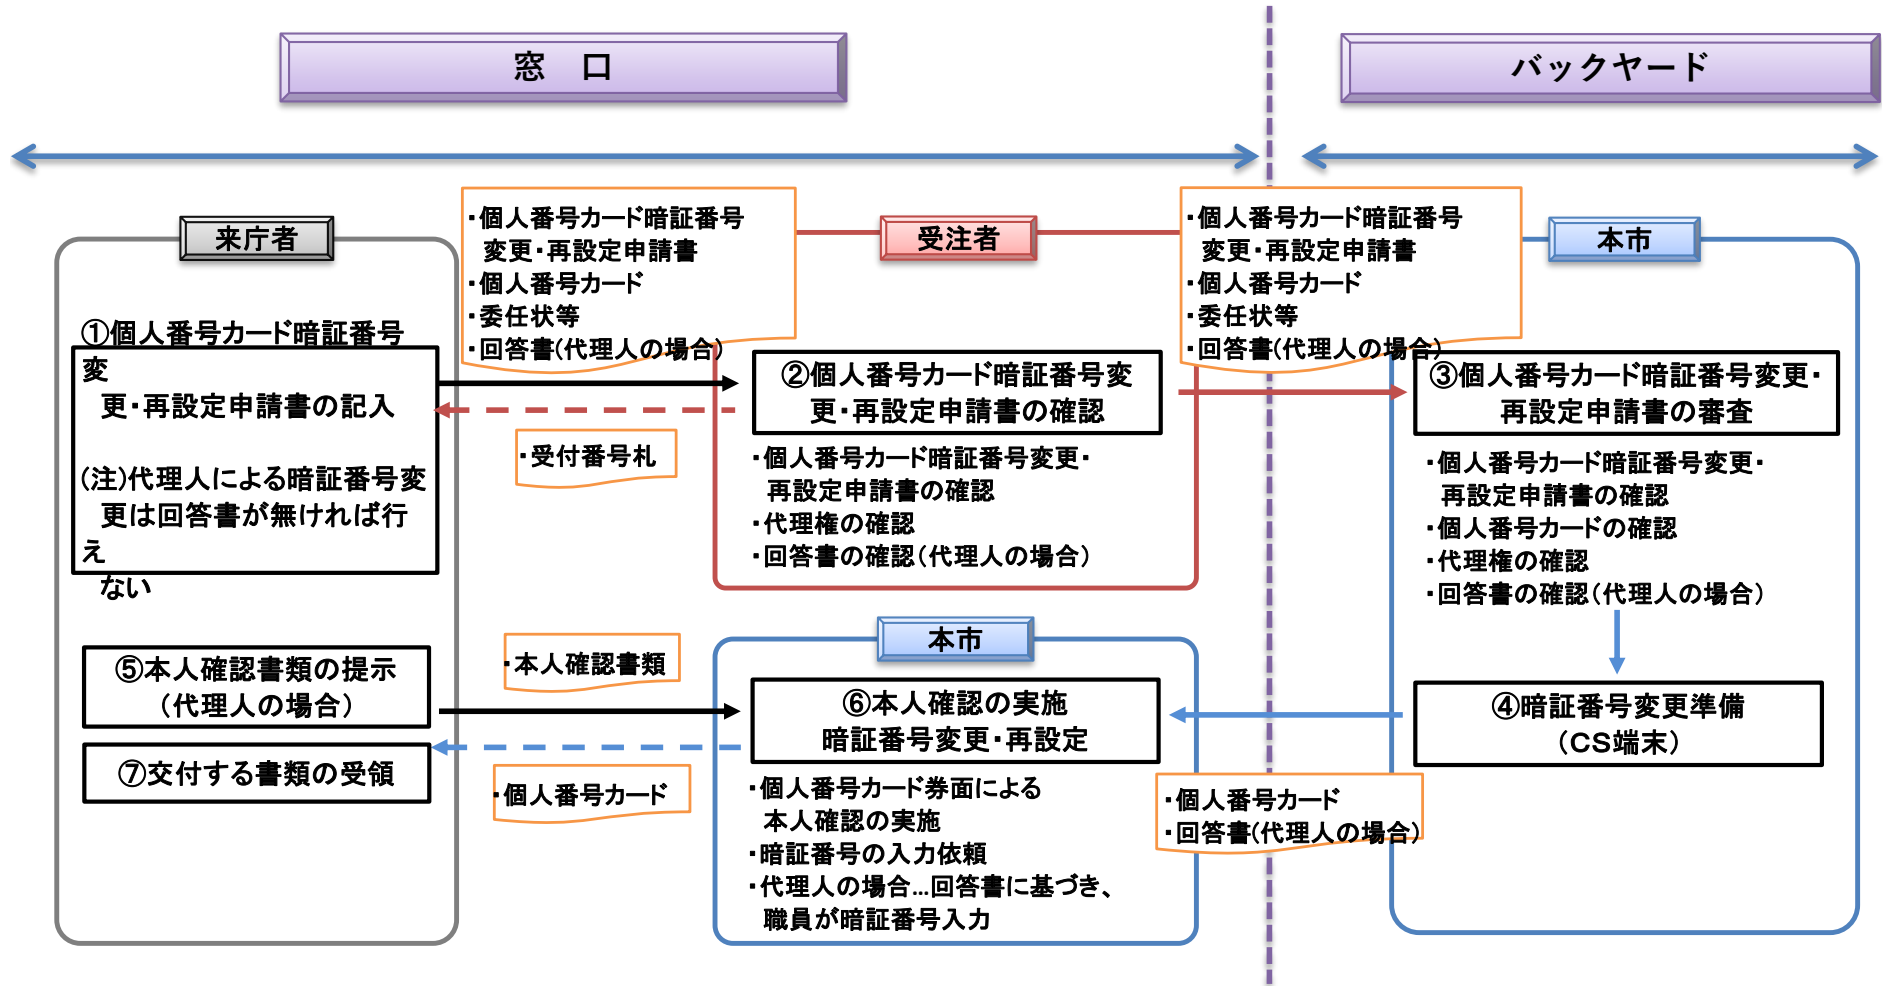 窓　口
バックヤード
来庁者
①個人番号カード暗証番号
変
更・再設定申請書の記入
(注)代理人による暗証番号変
更は回答書が無ければ行
え
ない
⑤本人確認書類の提示
（代理人の場合）
⑦交付する書類の受領
・個人番号カード暗証番号
変更・再設定申請書
・個人番号カード
・委任状等
・回答書(代理人の場合)
・受付番号札
・本人確認書類
・個人番号カード
受注者
②個人番号カード暗証番号変
更・再設定申請書の確認
・個人番号カード暗証番号変更・
再設定申請書の確認
・代理権の確認
・回答書の確認（代理人の場合）
本市
⑥本人確認の実施
暗証番号変更・再設定
・個人番号カード券面による
本人確認の実施
・暗証番号の入力依頼
・代理人の場合…回答書に基づき、
職員が暗証番号入力
・個人番号カード暗証番号
変更・再設定申請書
・個人番号カード
・委任状等
・回答書(代理人の場合)
本市
③個人番号カード暗証番号変更・
再設定申請書の審査
・個人番号カード暗証番号変更・
再設定申請書の確認
・個人番号カードの確認
・代理権の確認
・回答書の確認（代理人の場合）
④暗証番号変更準備
（ＣＳ端末）
・個人番号カード
・回答書(代理人の場合)